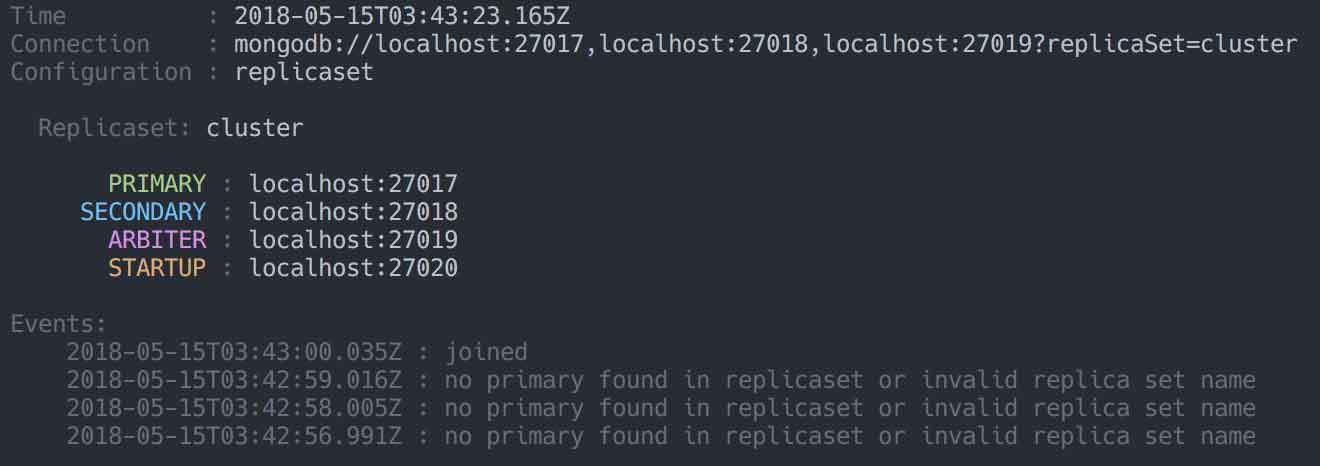 Time          : 2018-05-15T03:43:23.165Z
Connection    : mongodb://localhost:27017,localhost:27018,localhost:27019?replicaSet=cluster
Configuration : replicaset
Replicaset: cluster
PRIMARY : localhost:27017
SECONDARY : localhost:27018
ARBITER : localhost:27019
STARTUP : localhost:27020
Events:
2018-05-15T03:43:00.035Z : joined
2018-05-15T03:42:59.016Z : no primary found in replicaset or invalid replica set name
2018-05-15T03:42:58.005Z : no primary found in replicaset or invalid replica set name
2018-05-15T03:42:56.991Z : no primary found in replicaset or invalid replica set name